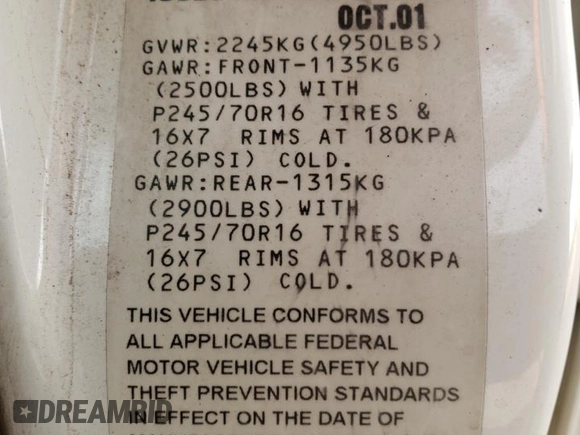 OCT.01
GVWR:2245KG(4950LBS)
GAWR:FRONT-1135KG
(2500LBS) WITH
P245/70R16 TIRES &
16X7 RIMS AT 180KPA
(26PSI) COLD.
GAWR:REAR-1315KG
(2900LBS) WITH
P245/70R16 TIRES &
16X7 RIMS AT 180KPA
(26PSI) COLD.
THIS VEHICLE CONFORMS TO
ALL APPLICABLE FEDERAL
MOTOR VEHICLE SAFETY AND
THEFT PREVENTION STANDARDS
IN EFFECT ON THE DATE OF
DREAMRID